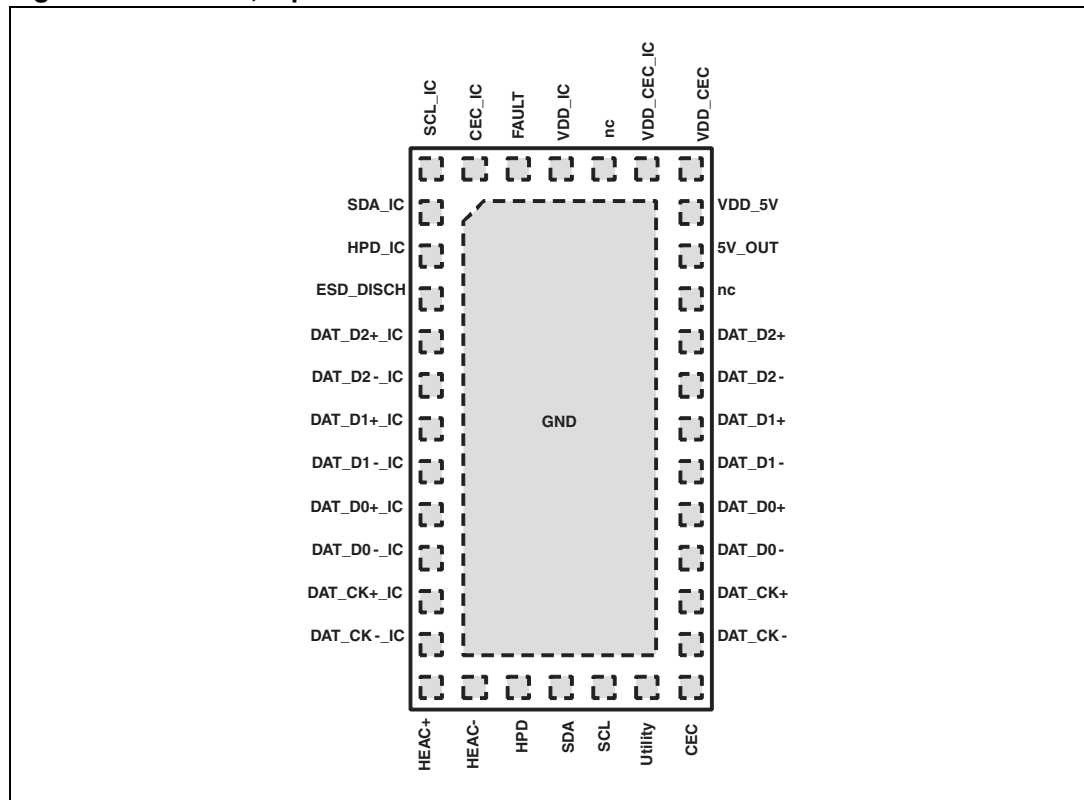 SCL_IC
CEC_IC
FAULT
VDD_IC
nc
VDD_CEC_IC
VDD_CEC
SDA_IC
VDD_5V
HPD_IC
5V_OUT
ESD_DISCH
nc
DAT_D2+_IC
DAT_D2+
DAT_D2-_IC
DAT_D2-
DAT_D1+_IC
DAT_D1+
GND
DAT_D1-_IC
DAT_D1-
DAT_D0+_IC
DAT_D0+
DAT_D0-_IC
DAT_D0-
DAT_CK+_IC
DAT_CK+
DAT_CK-_IC
DAT_CK-
HEAC+
HEAC-
HPD
SDA
SCL
Utility
CEC